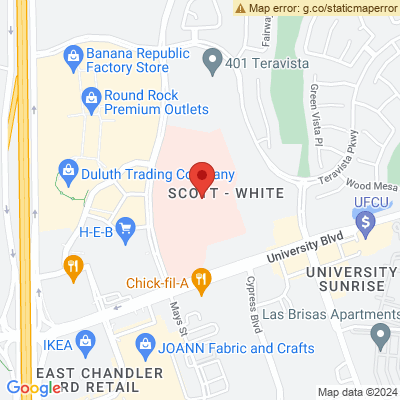 Error: g.co/staticmaperror
Fairway
Banana Republic
Factory Store
401 Teravista
Round Rock
Premium Outlets
Green Vista Pl
Teravista Pkwy
Duluth Trading Company
SCOTT - WHITE
Wood Mesa
UFCU
H-E-B
University Blvd
Chick-fil-A
UNIVERSITY
SUNRISE
Mays St
Cypress Blvd
Las Brisas Apartments
IKEA
JOANN Fabric and Crafts
EAST CHANDLER
RD RETAIL
Google
Map data ©2024